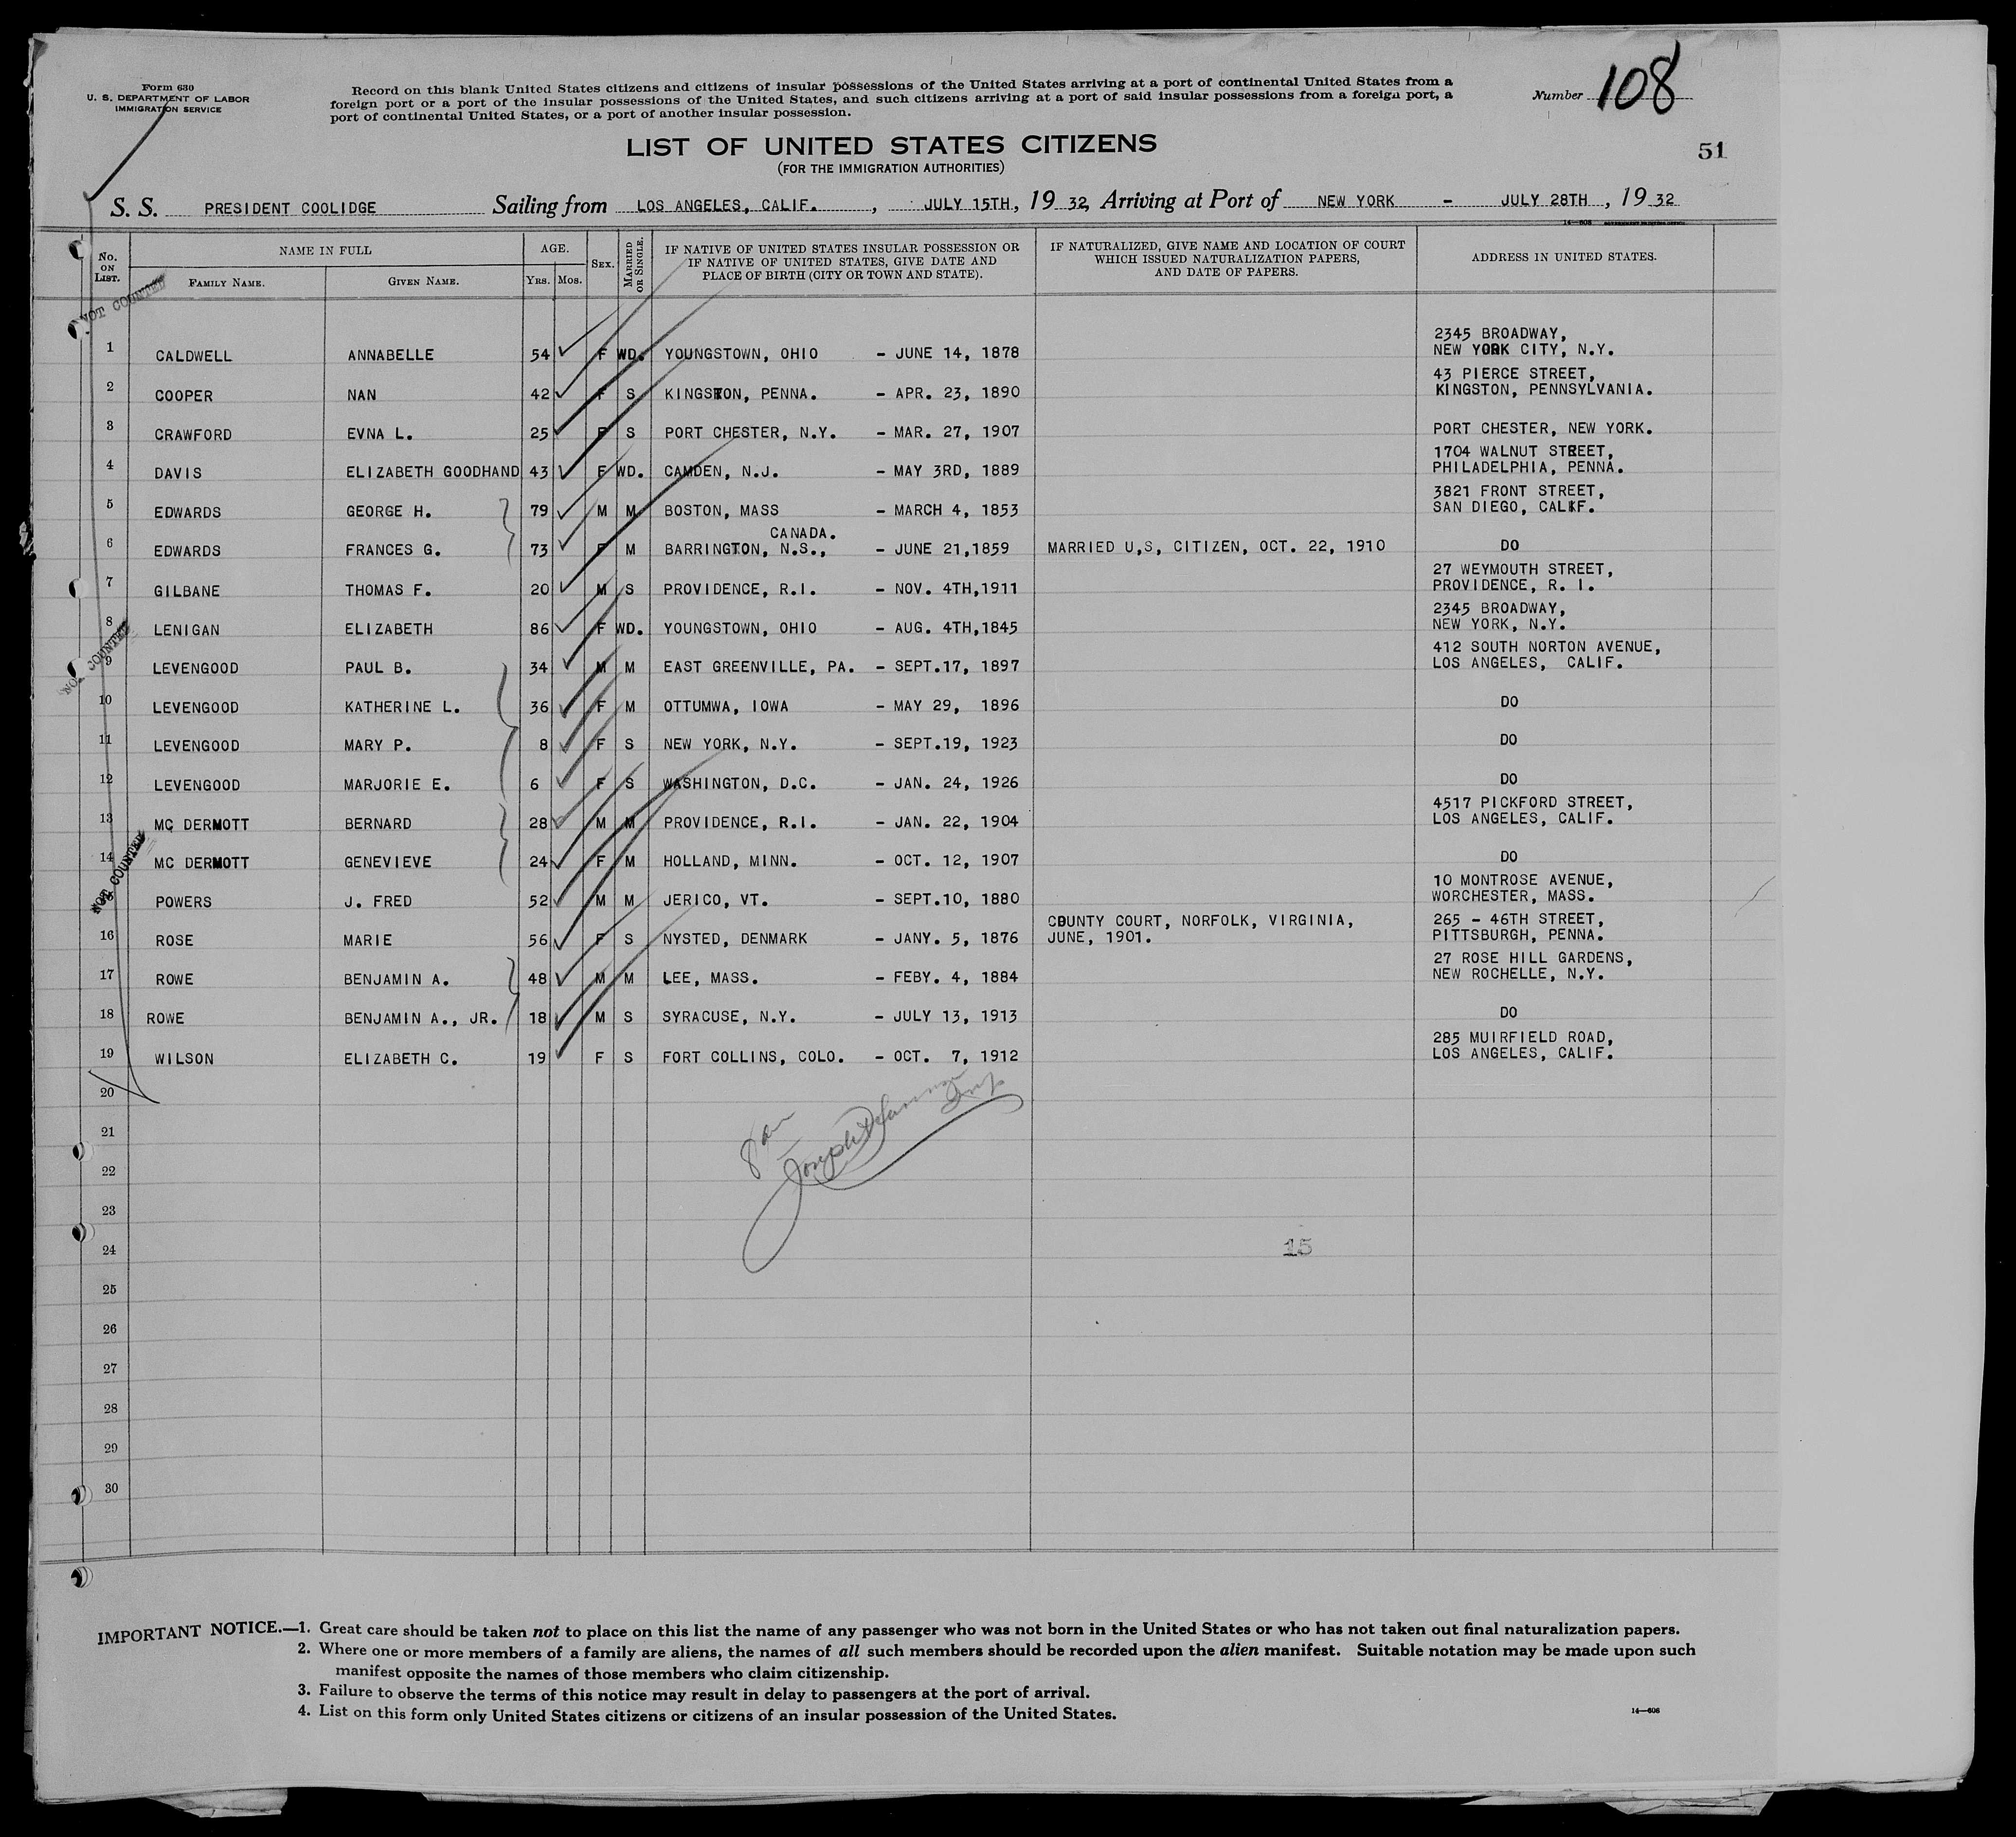 Form 630
U. S. DEPARTMENT OF LABOR
IMMIGRATION SERVICE
Record on this blank United States citizens and citizens of insular possessions of the United States arriving at a port of continental United States from a
foreign port or a port of the insular possessions of the United States, and such citizens arriving at a port of said insular possessions from a foreign port, a
port of continental United States, or a port of another insular possession.
Number 108
LIST OF UNITED STATES CITIZENS
(FOR THE IMMIGRATION AUTHORITIES)
51
S. S. PRESIDENT COOLIDGE Sailing from LOS ANGELES, CALIF. , JULY 15TH, 19 32, Arriving at Port of NEW YORK - JULY 28TH , 19 32
14—608 GOVERNMENT PRINTING OFFICE
No. ON LIST. NAME IN FULL AGE. SEX. MARRIED OR SINGLE. IF NATIVE OF UNITED STATES INSULAR POSSESSION OR IF NATIVE OF UNITED STATES, GIVE DATE AND PLACE OF BIRTH (CITY OR TOWN AND STATE). IF NATURALIZED, GIVE NAME AND LOCATION OF COURT WHICH ISSUED NATURALIZATION PAPERS, AND DATE OF PAPERS. ADDRESS IN UNITED STATES.
FAMILY NAME. GIVEN NAME. YRS. MOS.
NOT COUNTED
2345 BROADWAY,
1 CALDWELL ANNABELLE 54 F WD. YOUNGSTOWN, OHIO - JUNE 14, 1878 NEW YORK CITY, N.Y.
43 PIERCE STREET,
2 COOPER NAN 42 F S KINGSTON, PENNA. - APR. 23, 1890 KINGSTON, PENNSYLVANIA.
3 CRAWFORD EVNA L. 25 F S PORT CHESTER, N.Y. - MAR. 27, 1907 PORT CHESTER, NEW YORK.
1704 WALNUT STREET,
4 DAVIS ELIZABETH GOODHAND 43 F WD. CAMDEN, N.J. - MAY 3RD, 1889 PHILADELPHIA, PENNA.
3821 FRONT STREET,
5 EDWARDS GEORGE H. 79 M M BOSTON, MASS - MARCH 4, 1853 SAN DIEGO, CALIF.
CANADA.
6 EDWARDS FRANCES G. 73 F M BARRINGTON, N.S., - JUNE 21,1859 MARRIED U,S, CITIZEN, OCT. 22, 1910 DO
27 WEYMOUTH STREET,
7 GILBANE THOMAS F. 20 M S PROVIDENCE, R.I. - NOV. 4TH,1911 PROVIDENCE, R. I.
2345 BROADWAY,
8 LENIGAN ELIZABETH 86 F WD. YOUNGSTOWN, OHIO - AUG. 4TH,1845 NEW YORK, N.Y.
NOT COUNTED
412 SOUTH NORTON AVENUE,
9 LEVENGOOD PAUL B. 34 M M EAST GREENVILLE, PA. - SEPT.17, 1897 LOS ANGELES, CALIF.
10 LEVENGOOD KATHERINE L. 36 F M OTTUMWA, IOWA - MAY 29, 1896 DO
11 LEVENGOOD MARY P. 8 F S NEW YORK, N.Y. - SEPT.19, 1923 DO
12 LEVENGOOD MARJORIE E. 6 F S WASHINGTON, D.C. - JAN. 24, 1926 DO
4517 PICKFORD STREET,
13 MC DERMOTT BERNARD 28 M M PROVIDENCE, R.I. - JAN. 22, 1904 LOS ANGELES, CALIF.
14 MC DERMOTT GENEVIEVE 24 F M HOLLAND, MINN. - OCT. 12, 1907 DO
NOT COUNTED
10 MONTROSE AVENUE,
POWERS J. FRED 52 M M JERICO, VT. - SEPT.10, 1880 WORCHESTER, MASS.
COUNTY COURT, NORFOLK, VIRGINIA, 265 - 46TH STREET,
16 ROSE MARIE 56 F S NYSTED, DENMARK - JANY. 5, 1876 JUNE, 1901. PITTSBURGH, PENNA.
27 ROSE HILL GARDENS,
17 ROWE BENJAMIN A. 48 M M LEE, MASS. - FEBY. 4, 1884 NEW ROCHELLE, N.Y.
18 ROWE BENJAMIN A., JR. 18 M S SYRACUSE, N.Y. - JULY 13, 1913 DO
285 MUIRFIELD ROAD,
19 WILSON ELIZABETH C. 19 F S FORT COLLINS, COLO. - OCT. 7, 1912 LOS ANGELES, CALIF.
20
21
22
23
24
15
25
26
27
28
29
30
IMPORTANT NOTICE.—1. Great care should be taken not to place on this list the name of any passenger who was not born in the United States or who has not taken out final naturalization papers.
2. Where one or more members of a family are aliens, the names of all such members should be recorded upon the alien manifest. Suitable notation may be made upon such
manifest opposite the names of those members who claim citizenship.
3. Failure to observe the terms of this notice may result in delay to passengers at the port of arrival.
4. List on this form only United States citizens or citizens of an insular possession of the United States.
14—608